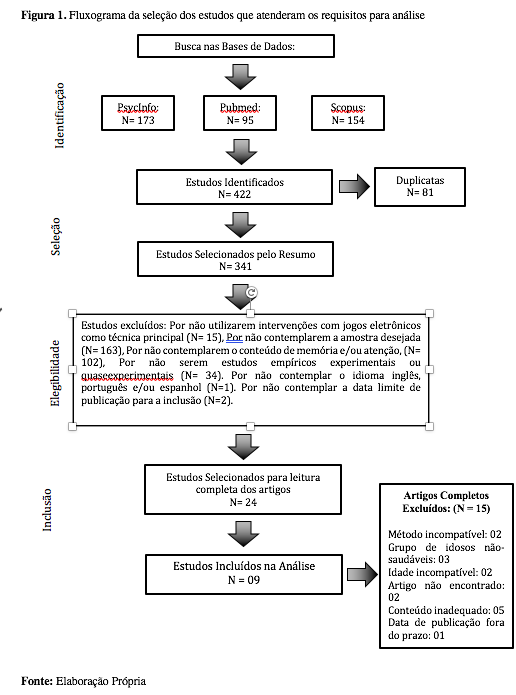 Figura 1. Fluxograma da seleção dos estudos que atenderam os requisitos para análise
Busca nas Bases de Dados:
Identificação
PsycInfo:
N= 173
Pubmed:
N= 95
Scopus:
N= 154
Estudos Identificados
N= 422
Duplicatas
N= 81
Seleção
Estudos Selecionados pelo Resumo
N= 341
Elegibilidade
Estudos excluídos: Por não utilizarem intervenções com jogos eletrônicos
como técnica principal (N= 15), Por não contemplarem a amostra desejada
(N= 163), Por não contemplarem o conteúdo de memória e/ou atenção, (N=
102), Por não serem estudos empíricos experimentais ou
quaseexperimentais (N= 34). Por não contemplar o idioma inglês,
português e/ou espanhol (N=1). Por não contemplar a data limite de
publicação para a inclusão (N=2).
Inclusão
Estudos Selecionados para leitura
completa dos artigos
N= 24
Estudos Incluídos na Análise
N = 09
Artigos Completos
Excluídos: (N = 15)
Método incompatível: 02
Grupo de idosos não-
saudáveis: 03
Idade incompatível: 02
Artigo não encontrado:
02
Conteúdo inadequado: 05
Data de publicação fora
do prazo: 01
Fonte: Elaboração Própria